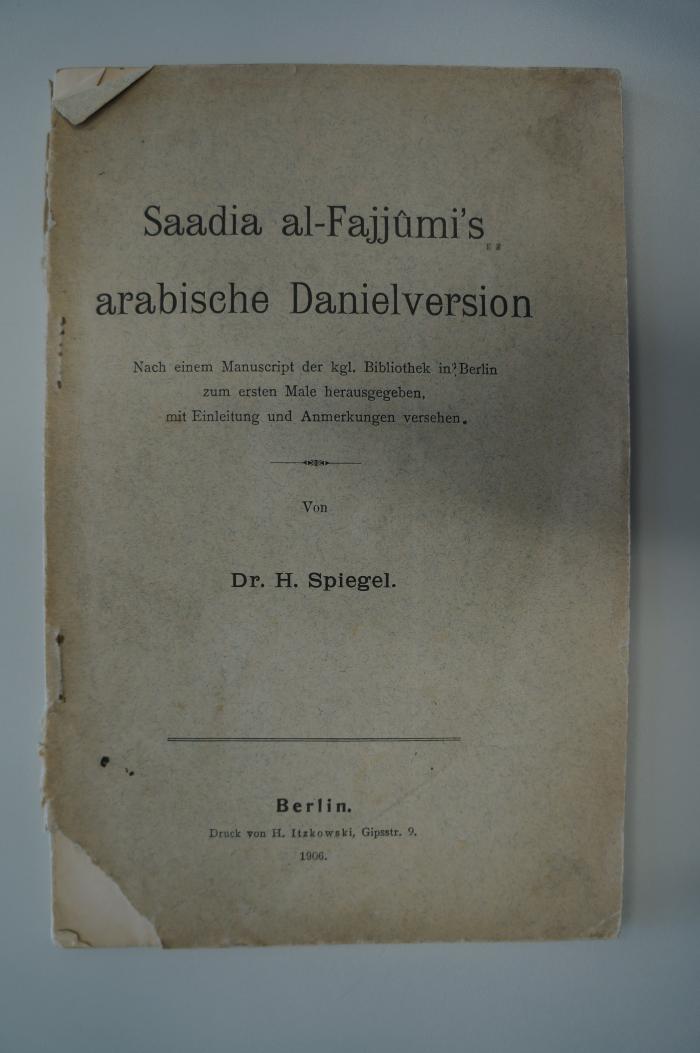 Saadia al-Fajjûmi's
arabische Danielversion
Nach einem Manuscript der kgl. Bibliothek in Berlin
zum ersten Male herausgegeben,
mit Einleitung und Anmerkungen versehen.
Von
Dr. H. Spiegel.
Berlin.
Druck von H. Itzkowski, Gipsstr. 9.
1906.